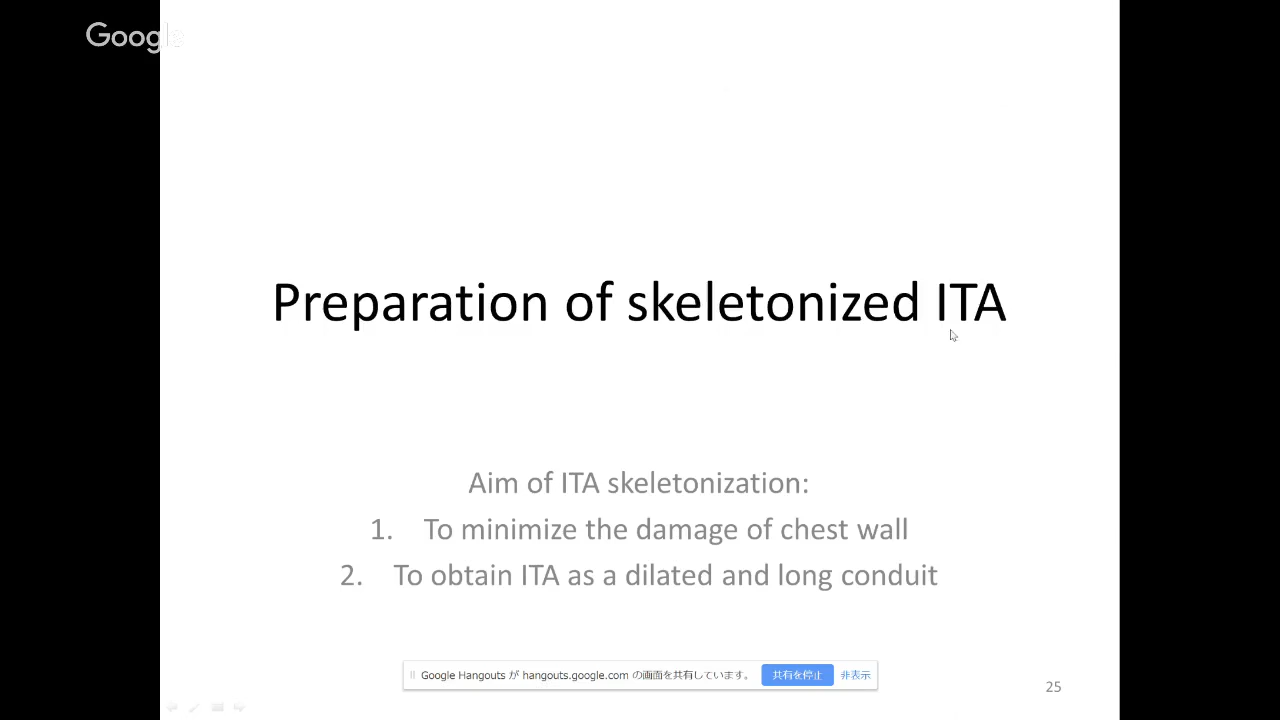 Google
Preparation of skeletonized ITA
Aim of ITA skeletonization:
1. To minimize the damage of chest wall
2. To obtain ITA as a dilated and long conduit
Google Hangouts が hangouts.google.com の画面を共有しています。 共有を停止 非表示
25